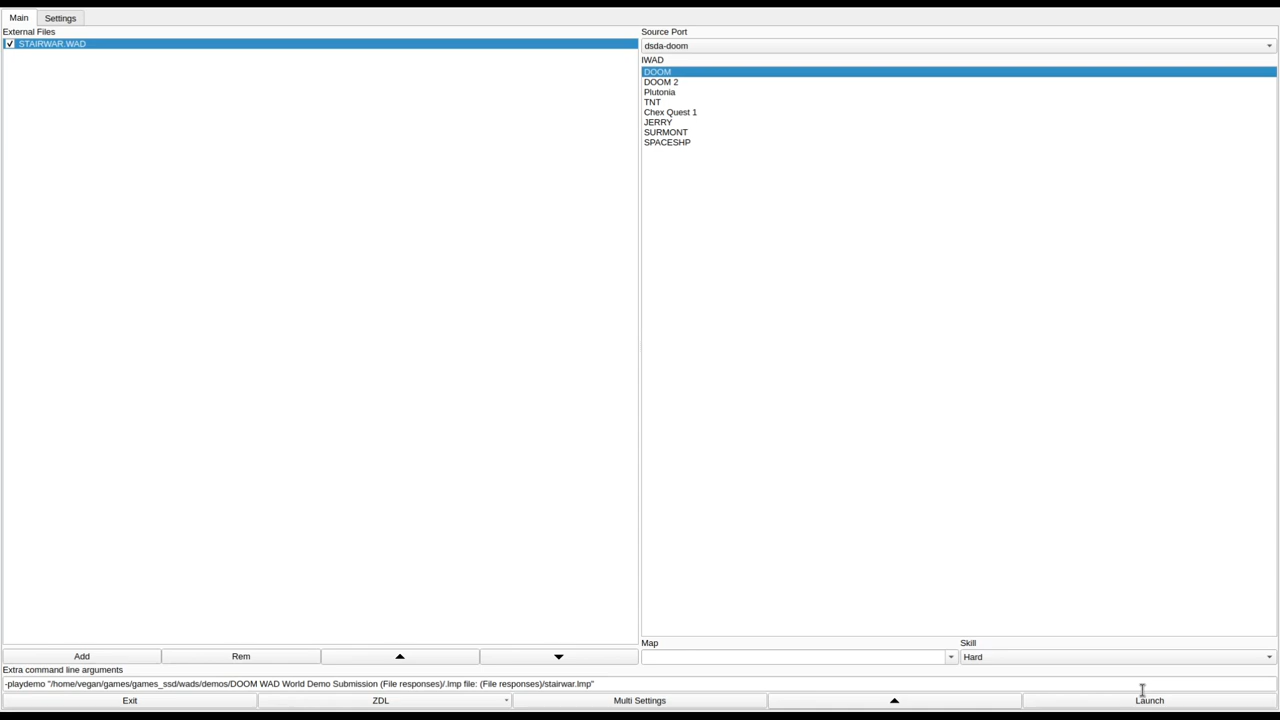 Main Settings
External Files
STAIRWAR.WAD
Source Port
dsda-doom
IWAD
DOOM
DOOM 2
Plutonia
TNT
Chex Quest 1
JERRY
SURMONT
SPACESHP
Map
Skill
Hard
Add
Rem
Extra command line arguments
-playdemo "/home/vegan/games/games_ssd/wads/demos/DOOM WAD World Demo Submission (File responses)/.lmp file: (File responses)/stairwar.lmp"
Exit
ZDL
Multi Settings
Launch